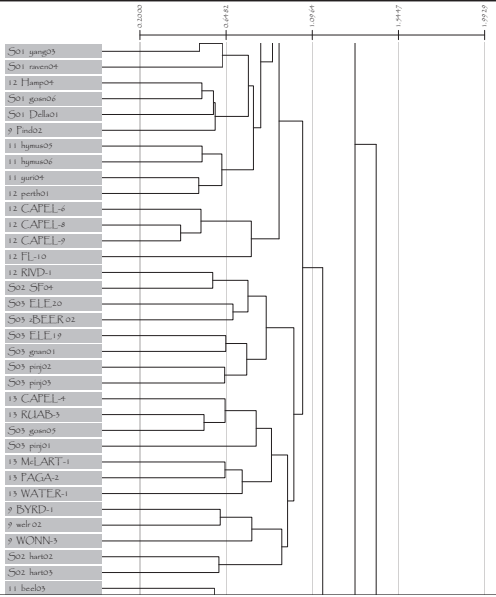 0.2000
0.6482
1.0964
1.5447
1.9929
S01 yang03
S01 raven04
12 Hamp04
S01 gosn06
S01 Della01
9 Pind02
11 hymus05
11 hymus06
11 yuri04
12 perth01
12 CAPEL-6
12 CAPEL-8
12 CAPEL-9
12 FL-10
12 RIVD-1
S02 SF04
S03 ELE20
S03 2BEER02
S03 ELE19
S03 gnan01
S03 pinj02
S03 pinj03
13 CAPEL-4
13 RUAB-3
S03 gosn05
S03 pinj01
13 McLART-1
13 PAGA-2
13 WATER-1
9 BYRD-1
9 welr02
9 WONN-3
S02 hart02
S02 hart03
11 beel03